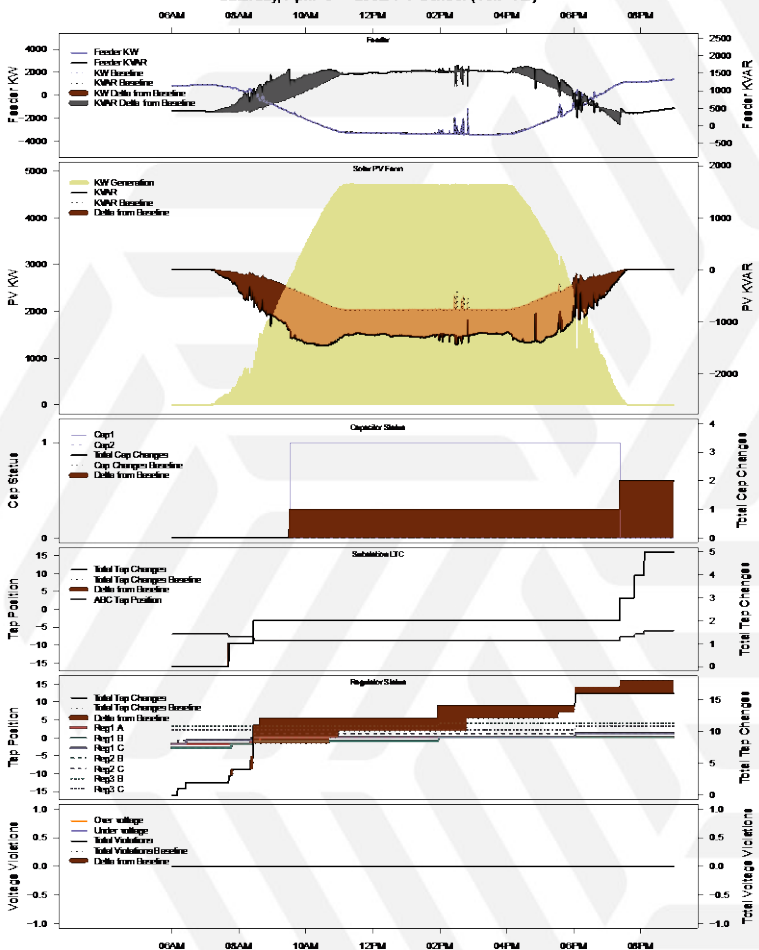 06AM 08AM 10AM 12PM 02PM 04PM 06PM 08PM
Feeder
Feeder KW
Feeder KVAR
KW Baseline
KVAR Baseline
KW Delta from Baseline
KVAR Delta from Baseline
4000
2000
0
−2000
−4000
Feeder KW
2500
2000
1500
1000
500
0
−500
Feeder KVAR
Solar PV Farm
KW Generation
KVAR
KVAR Baseline
Delta from Baseline
5000
4000
3000
2000
1000
0
PV KW
2000
1000
0
−1000
−2000
PV KVAR
Capacitor Status
Cap1
Cap2
Total Cap Changes
Cap Changes Baseline
Delta from Baseline
1
0
Cap Status
4
3
2
1
0
Total Cap Changes
Substation LTC
Total Tap Changes
Total Tap Changes Baseline
Delta from Baseline
ABC Tap Position
15
10
5
0
−5
−10
−15
Tap Position
5
4
3
2
1
0
Total Tap Changes
Regulator Status
Total Tap Changes
Total Tap Changes Baseline
Delta from Baseline
Reg1 A
Reg1 B
Reg1 C
Reg2 B
Reg2 C
Reg3 B
Reg3 C
15
10
5
0
−5
−10
−15
Tap Position
15
10
5
0
Total Tap Changes
Over voltage
Under voltage
Total Violations
Total Violations Baseline
Delta from Baseline
1.0
0.5
0.0
−0.5
−1.0
Voltage Violations
1.0
0.5
0.0
−0.5
−1.0
Total Voltage Violations
06AM 08AM 10AM 12PM 02PM 04PM 06PM 08PM